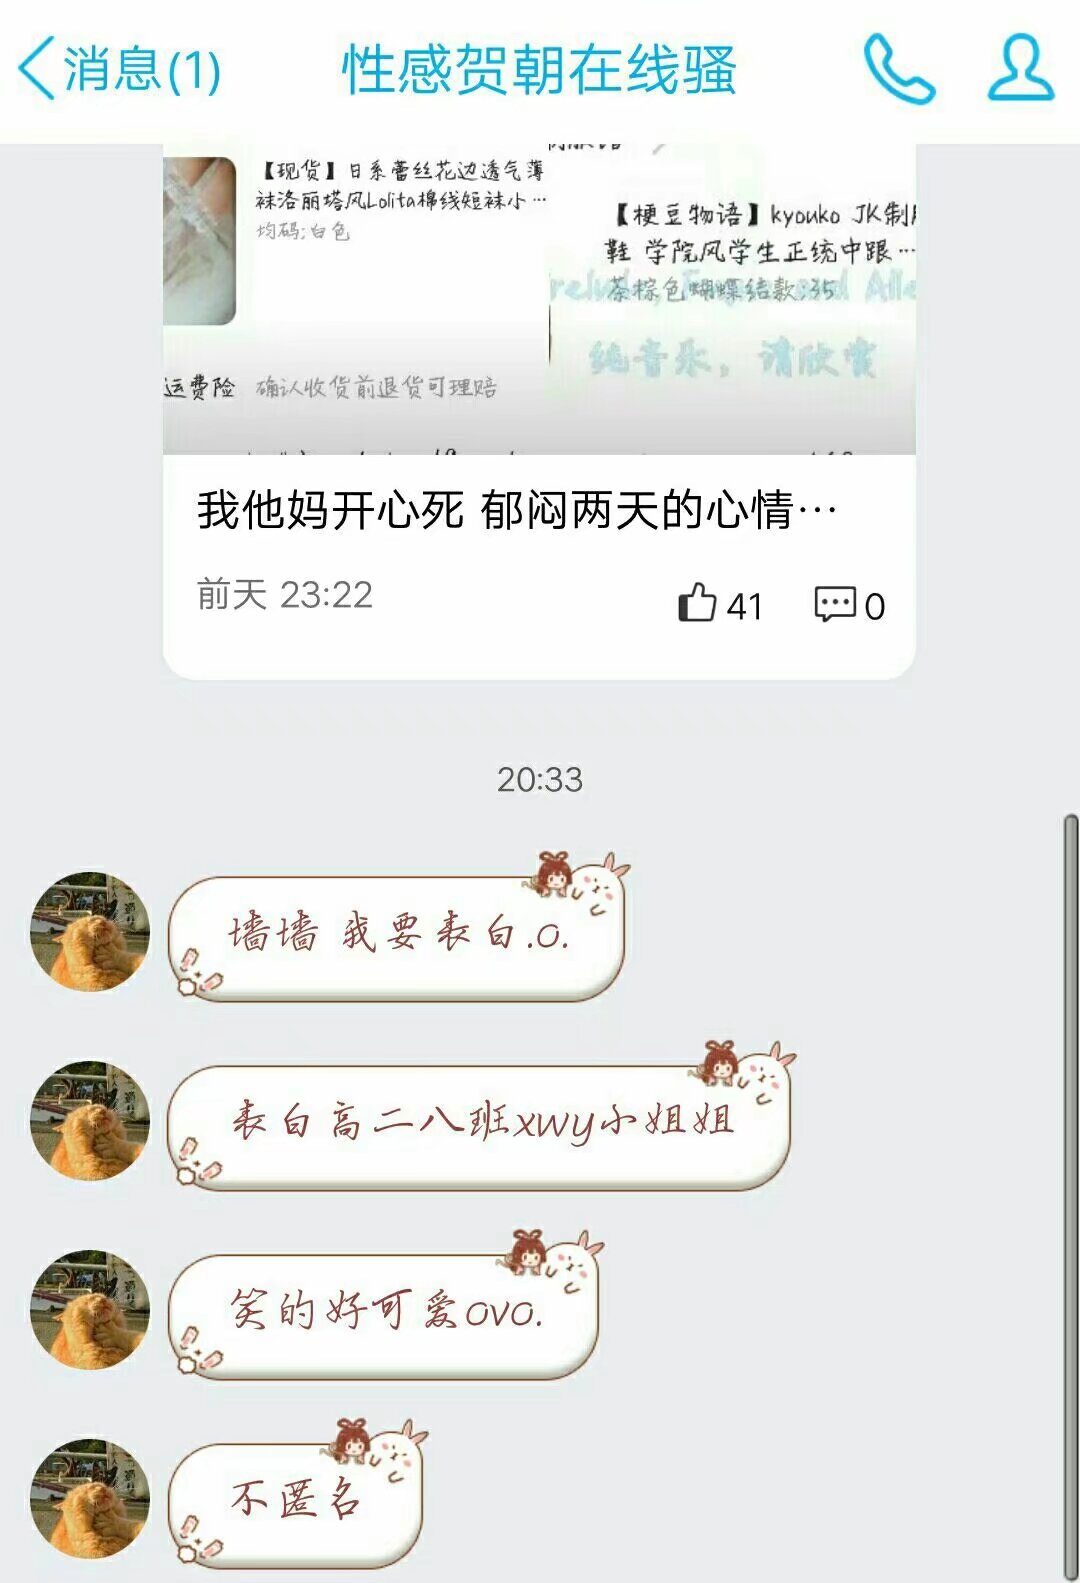 消息(1)
性感贺朝在线骚
【现货】日系蕾丝花边透气薄
袜洛丽塔风Lolita棉线短袜小…
均码;白色
运费险 确认收货前退货可理赔
【梗豆物语】kyouko JK制
鞋 学院风学生正统中跟…
茶棕色蝴蝶结款;35
纯音乐，请欣赏
我他妈开心死 郁闷两天的心情…
前天 23:22
41
0
20:33
墙墙 我要表白.o.
表白高二八班xwy小姐姐
笑的好可爱ovo.
不匿名